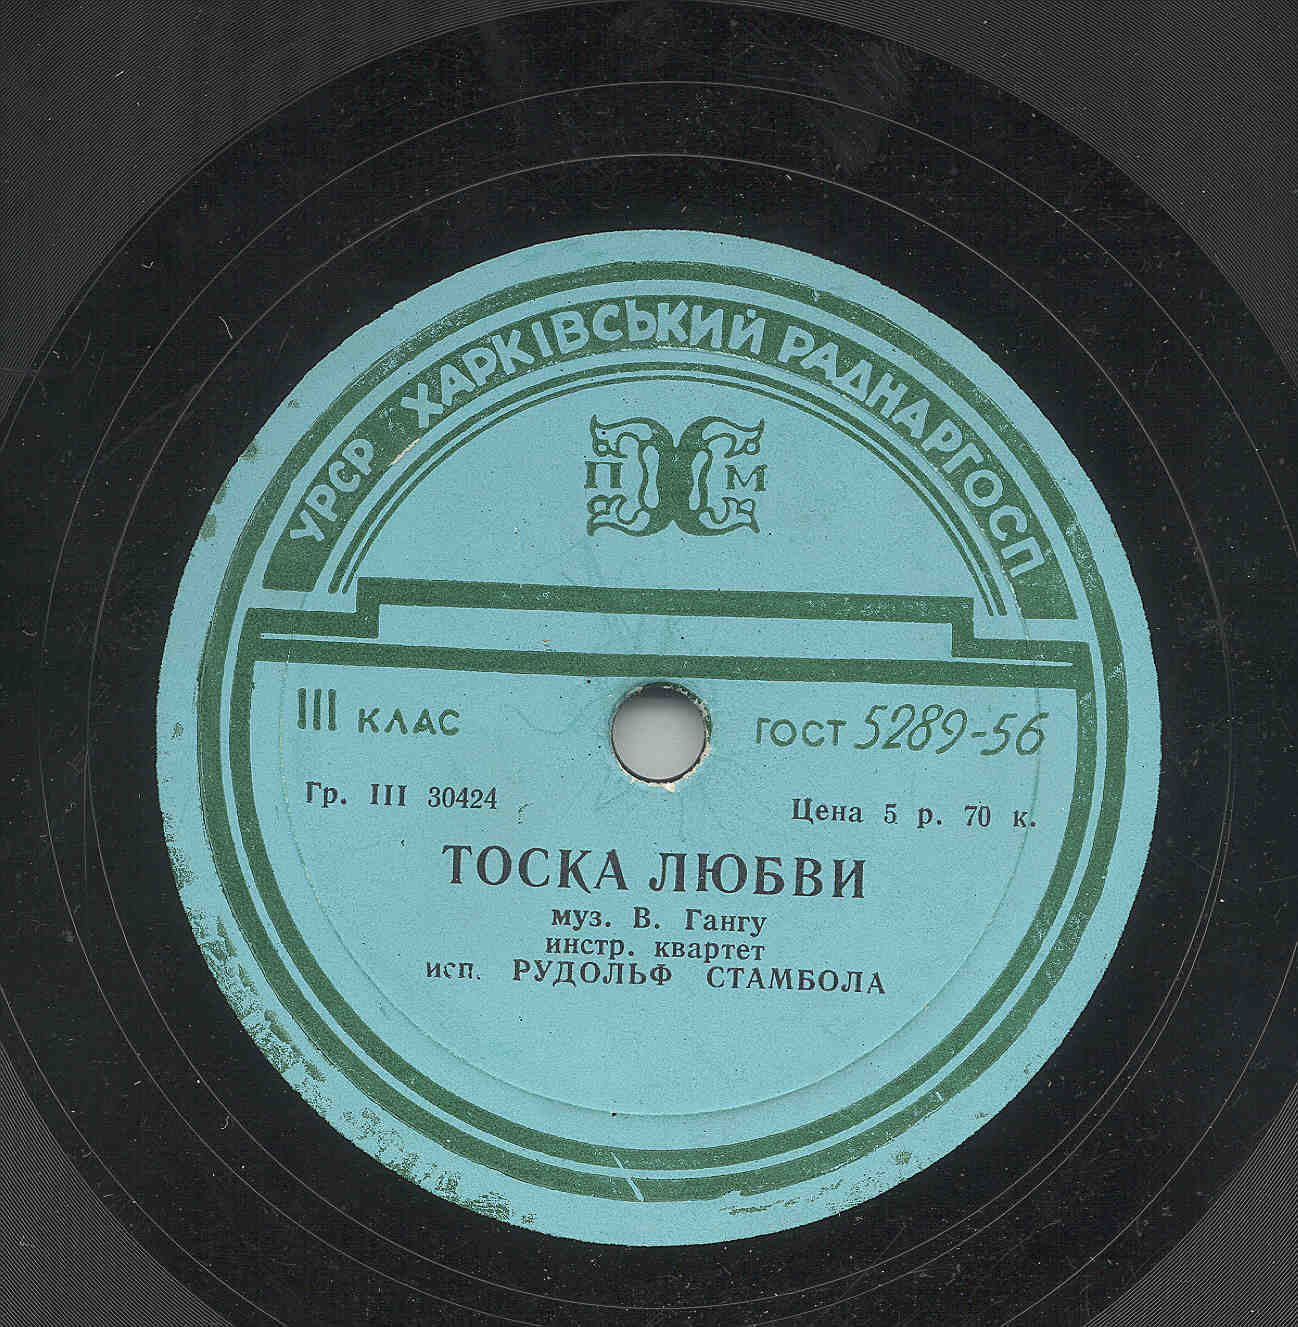 УРСР ХАРКІВСЬКИЙ РАДНАРГОСП
П М
III КЛАС
ГОСТ 5289-56
Гр. III 30424
Цена 5 р. 70 к.
ТОСКА ЛЮБВИ
муз. В. Гангу
инстр. квартет
исп. РУДОЛЬФ СТАМБОЛА